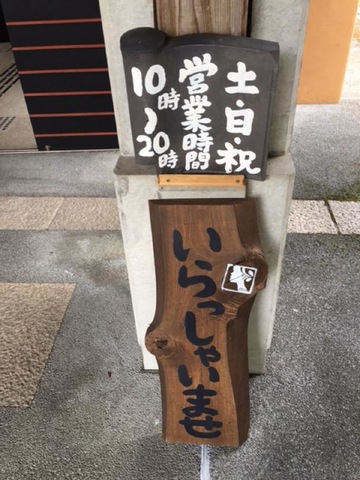 土・日・祝
営業時間
10時
〜
20時
いらっしゃいませ